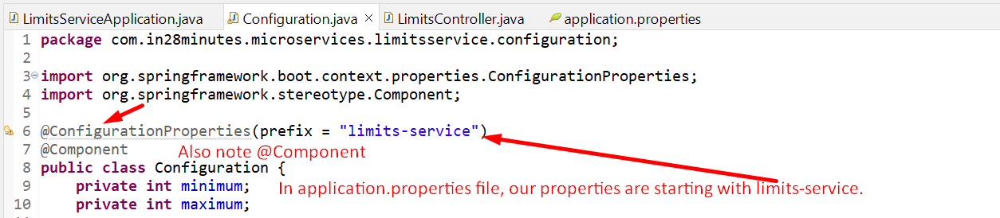 LimitsServiceApplication.java Configuration.java LimitsController.java application.properties
1 package com.in28minutes.microservices.limitsservice.configuration;
2
3 import org.springframework.boot.context.properties.ConfigurationProperties;
4 import org.springframework.stereotype.Component;
5
6 @ConfigurationProperties(prefix = "limits-service")
7 @Component Also note @Component
8 public class Configuration {
9 private int minimum; In application.properties file, our properties are starting with limits-service.
10 private int maximum;